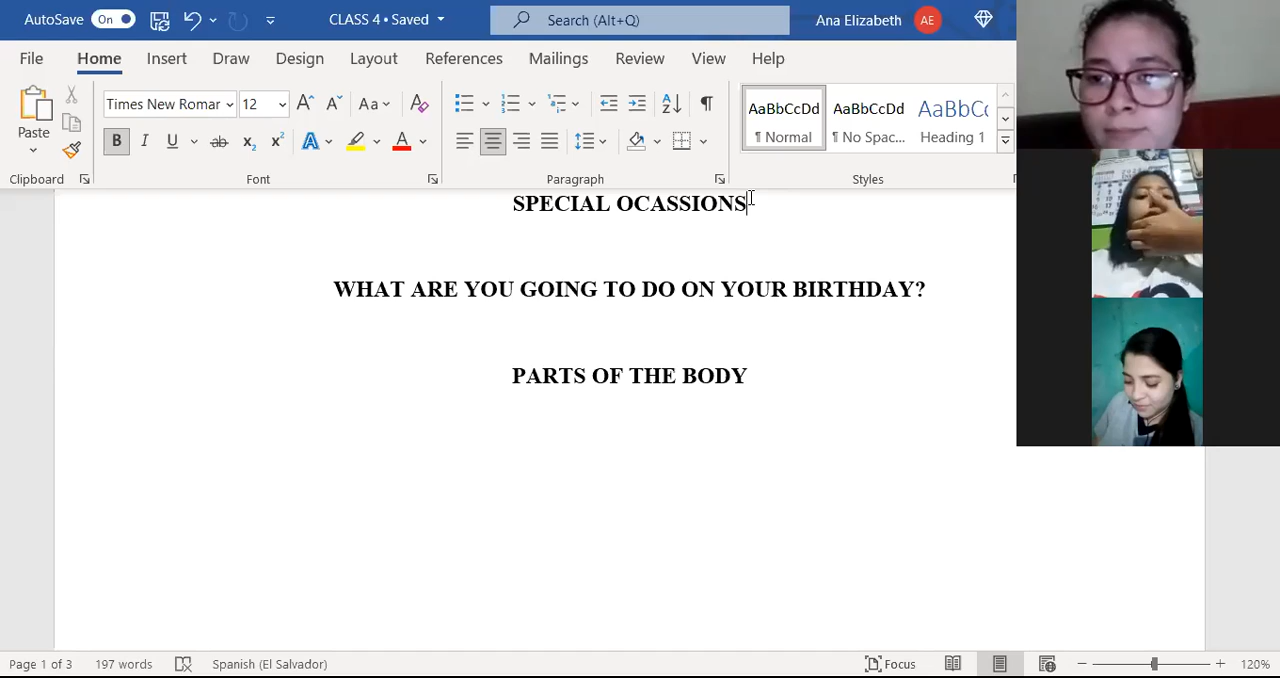 AutoSave On CLASS 4 • Saved Search (Alt+Q) Ana Elizabeth AE
File Home Insert Draw Design Layout References Mailings Review View Help
Paste Times New Romar 12 Aa AaBbCcDd AaBbCcDd AaBbCc
¶ Normal ¶ No Spac... Heading 1
Clipboard Font Paragraph Styles
SPECIAL OCASSIONS
WHAT ARE YOU GOING TO DO ON YOUR BIRTHDAY?
PARTS OF THE BODY
Page 1 of 3 197 words Spanish (El Salvador) Focus 120%